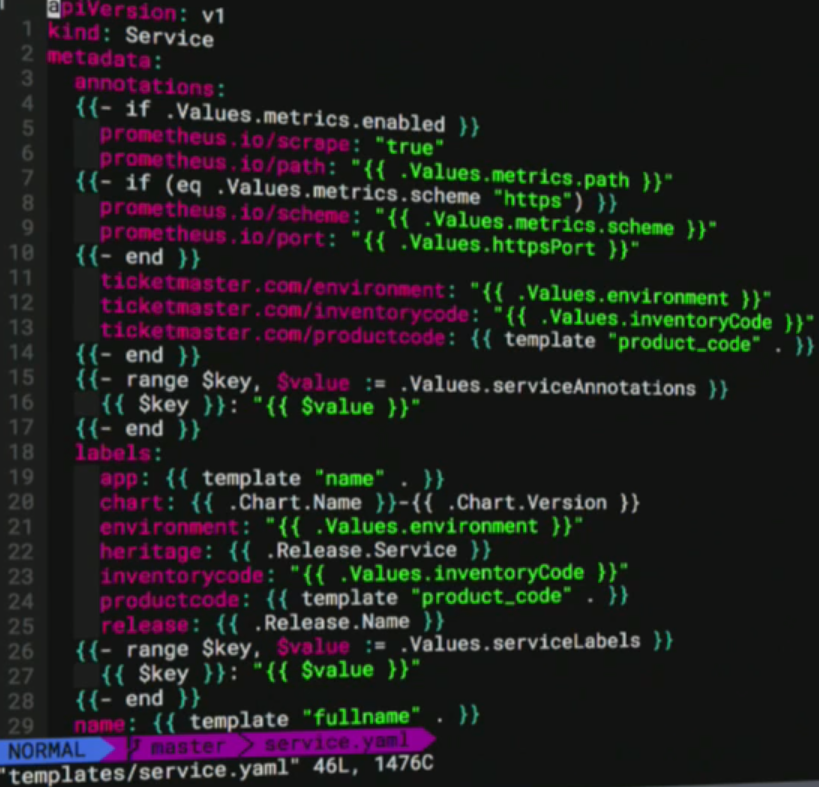 apiVersion: v1
1 kind: Service
2 metadata:
3 annotations:
4 {{- if .Values.metrics.enabled }}
5 prometheus.io/scrape: "true"
6 prometheus.io/path: "{{ .Values.metrics.path }}"
7 {{- if (eq .Values.metrics.scheme "https") }}
8 prometheus.io/scheme: "{{ .Values.metrics.scheme }}"
9 prometheus.io/port: "{{ .Values.httpsPort }}"
10 {{- end }}
11 ticketmaster.com/environment: "{{ .Values.environment }}"
12 ticketmaster.com/inventorycode: "{{ .Values.inventoryCode }}"
13 ticketmaster.com/productcode: {{ template "product_code" . }}
14 {{- end }}
15 {{- range $key, $value := .Values.serviceAnnotations }}
16 {{ $key }}: "{{ $value }}"
17 {{- end }}
18 labels:
19 app: {{ template "name" . }}
20 chart: {{ .Chart.Name }}-{{ .Chart.Version }}
21 environment: "{{ .Values.environment }}"
22 heritage: {{ .Release.Service }}
23 inventorycode: "{{ .Values.inventoryCode }}"
24 productcode: {{ template "product_code" . }}
25 release: {{ .Release.Name }}
26 {{- range $key, $value := .Values.serviceLabels }}
27 {{ $key }}: "{{ $value }}"
28 {{- end }}
29 name: {{ template "fullname" . }}
NORMAL master service.yaml
"templates/service.yaml" 46L, 1476C